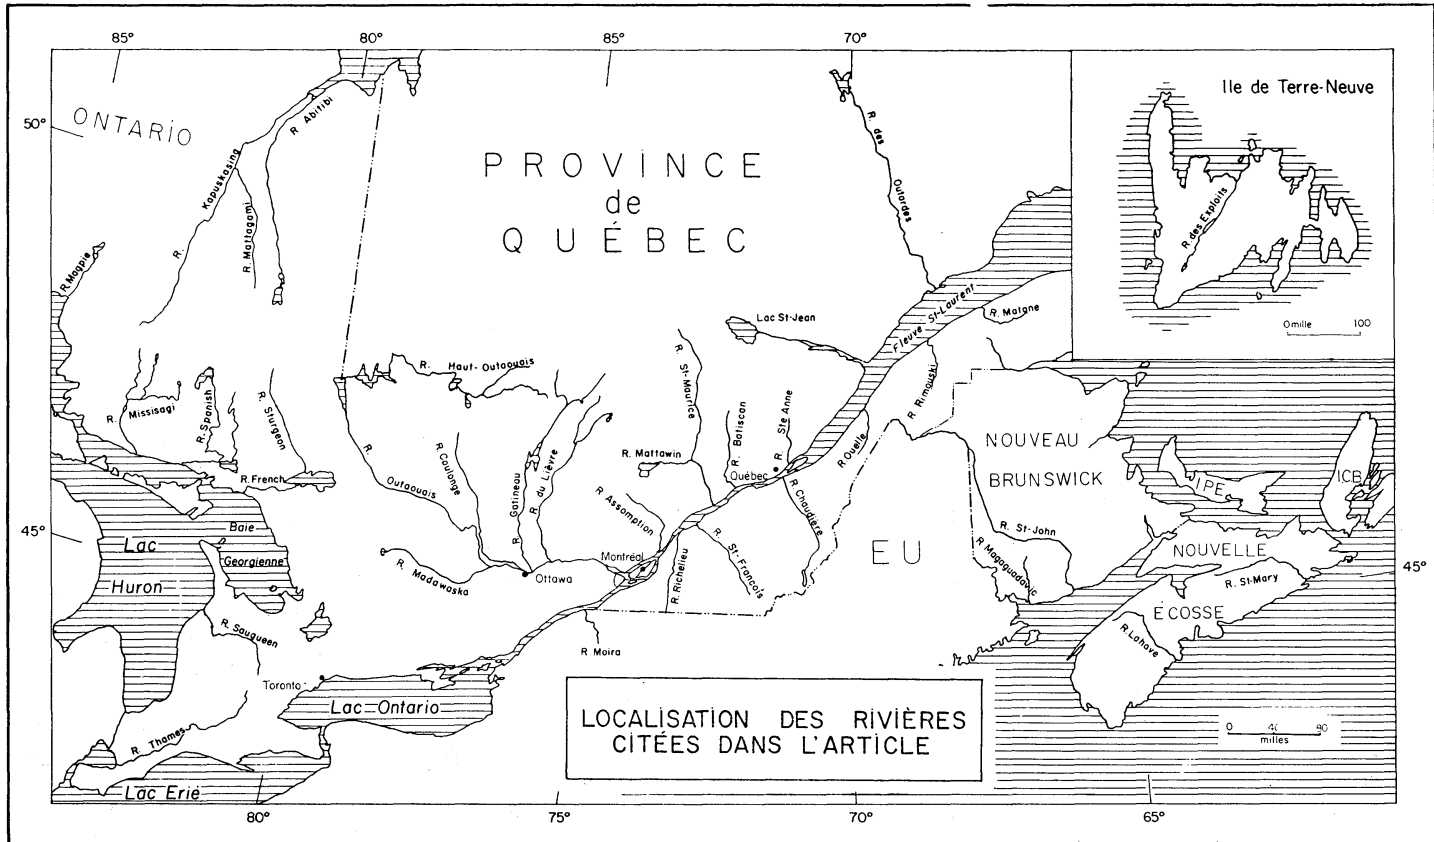 85°
80°
85°
70°
50°
ONTARIO
R. Abitibi
R. Kapuskasing
R. Mattagami
R. Magpie
PROVINCE
de
QUÉBEC
R. des Outardes
Ile de Terre-Neuve
R. des Exploits
0 mille 100
Fleuve St-Laurent
R. Matane
Lac St-Jean
R. Haut-Outaouais
R. St-Maurice
R. Rimouski
R. Missisagi
R. Spanish
R. Sturgeon
R. French
R. Batiscan
R. Ste Anne
R. Ouelle
R. Mattawin
Québec
R. Outaouais
R. Coulonge
R. Gatineau
R. du Lièvre
R. Assomption
R. Chaudière
NOUVEAU
BRUNSWICK
IPE
ICB
45°
Baie
Georgienne
Lac
Huron
R. Madawaska
Ottawa
Montréal
R. Richelieu
R. St-Francois
EU
R. St-John
R. Magaguadavic
NOUVELLE
ÉCOSSE
R. St-Mary
R. Lahave
45°
R. Saugueen
R Moira
Toronto
Lac Ontario
R. Thames
Lac Erié
LOCALISATION DES RIVIÈRES
CITÉES DANS L'ARTICLE
0 80
milles
80°
75°
70°
65°